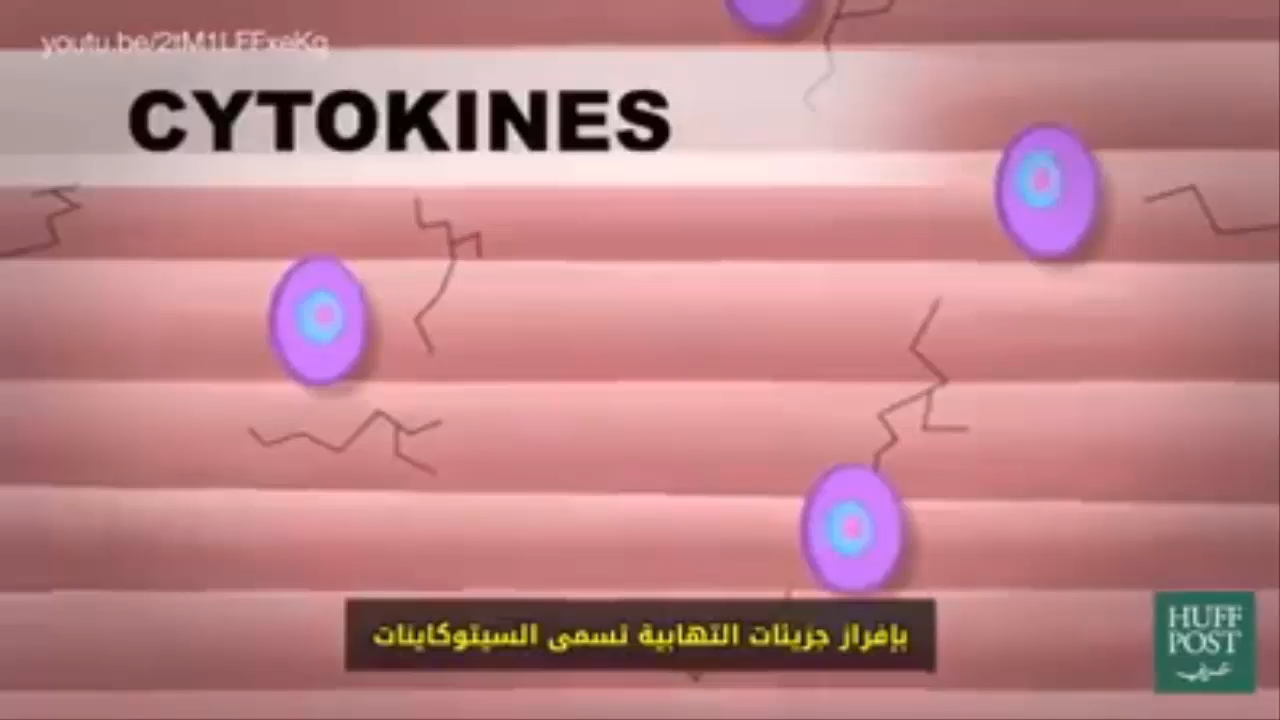 CYTOKINES
بإفراز جزيئات التهابية تسمى السيتوكاينات
HUFF
POST
عربي